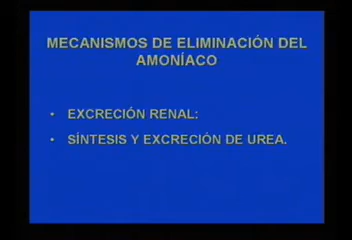 MECANISMOS DE ELIMINACIÓN DEL
AMONÍACO
• EXCRECIÓN RENAL:
• SÍNTESIS Y EXCRECIÓN DE UREA.